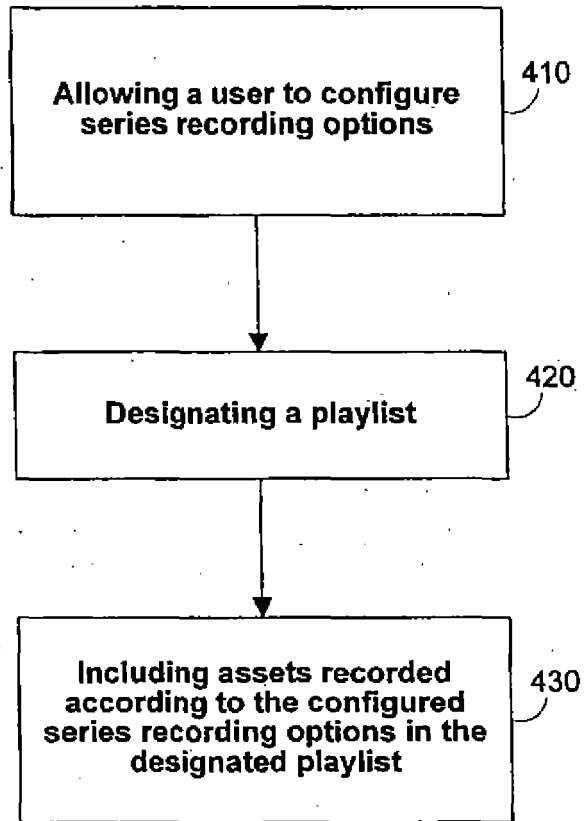 Allowing a user to configure
series recording options
410
Designating a playlist
420
Including assets recorded
according to the configured
series recording options in the
designated playlist
430